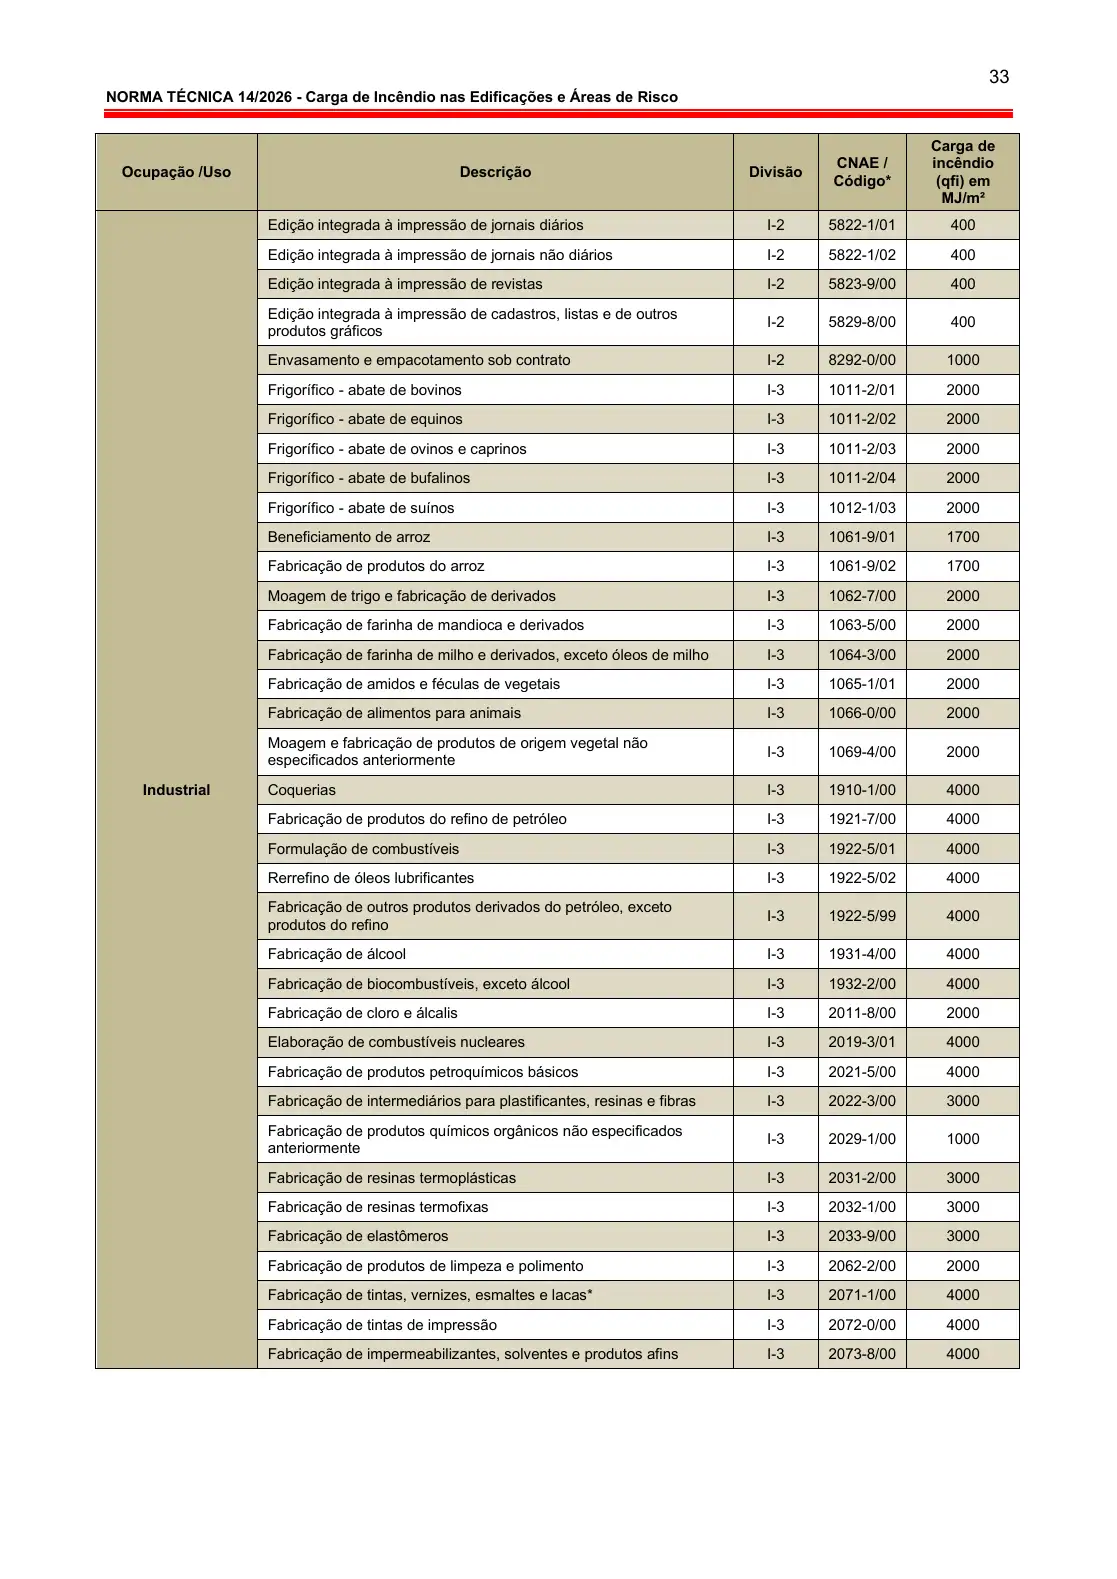 33
NORMA TÉCNICA 14/2026 - Carga de Incêndio nas Edificações e Áreas de Risco
Ocupação /Uso Descrição Divisão CNAE / Código* Carga de incêndio (qfi) em MJ/m²
Industrial
Edição integrada à impressão de jornais diários I-2 5822-1/01 400
Edição integrada à impressão de jornais não diários I-2 5822-1/02 400
Edição integrada à impressão de revistas I-2 5823-9/00 400
Edição integrada à impressão de cadastros, listas e de outros
produtos gráficos I-2 5829-8/00 400
Envasamento e empacotamento sob contrato I-2 8292-0/00 1000
Frigorífico - abate de bovinos I-3 1011-2/01 2000
Frigorífico - abate de equinos I-3 1011-2/02 2000
Frigorífico - abate de ovinos e caprinos I-3 1011-2/03 2000
Frigorífico - abate de bufalinos I-3 1011-2/04 2000
Frigorífico - abate de suínos I-3 1012-1/03 2000
Beneficiamento de arroz I-3 1061-9/01 1700
Fabricação de produtos do arroz I-3 1061-9/02 1700
Moagem de trigo e fabricação de derivados I-3 1062-7/00 2000
Fabricação de farinha de mandioca e derivados I-3 1063-5/00 2000
Fabricação de farinha de milho e derivados, exceto óleos de milho I-3 1064-3/00 2000
Fabricação de amidos e féculas de vegetais I-3 1065-1/01 2000
Fabricação de alimentos para animais I-3 1066-0/00 2000
Moagem e fabricação de produtos de origem vegetal não
especificados anteriormente I-3 1069-4/00 2000
Coquerias I-3 1910-1/00 4000
Fabricação de produtos do refino de petróleo I-3 1921-7/00 4000
Formulação de combustíveis I-3 1922-5/01 4000
Rerrefino de óleos lubrificantes I-3 1922-5/02 4000
Fabricação de outros produtos derivados do petróleo, exceto
produtos do refino I-3 1922-5/99 4000
Fabricação de álcool I-3 1931-4/00 4000
Fabricação de biocombustíveis, exceto álcool I-3 1932-2/00 4000
Fabricação de cloro e álcalis I-3 2011-8/00 2000
Elaboração de combustíveis nucleares I-3 2019-3/01 4000
Fabricação de produtos petroquímicos básicos I-3 2021-5/00 4000
Fabricação de intermediários para plastificantes, resinas e fibras I-3 2022-3/00 3000
Fabricação de produtos químicos orgânicos não especificados
anteriormente I-3 2029-1/00 1000
Fabricação de resinas termoplásticas I-3 2031-2/00 3000
Fabricação de resinas termofixas I-3 2032-1/00 3000
Fabricação de elastômeros I-3 2033-9/00 3000
Fabricação de produtos de limpeza e polimento I-3 2062-2/00 2000
Fabricação de tintas, vernizes, esmaltes e lacas* I-3 2071-1/00 4000
Fabricação de tintas de impressão I-3 2072-0/00 4000
Fabricação de impermeabilizantes, solventes e produtos afins I-3 2073-8/00 4000